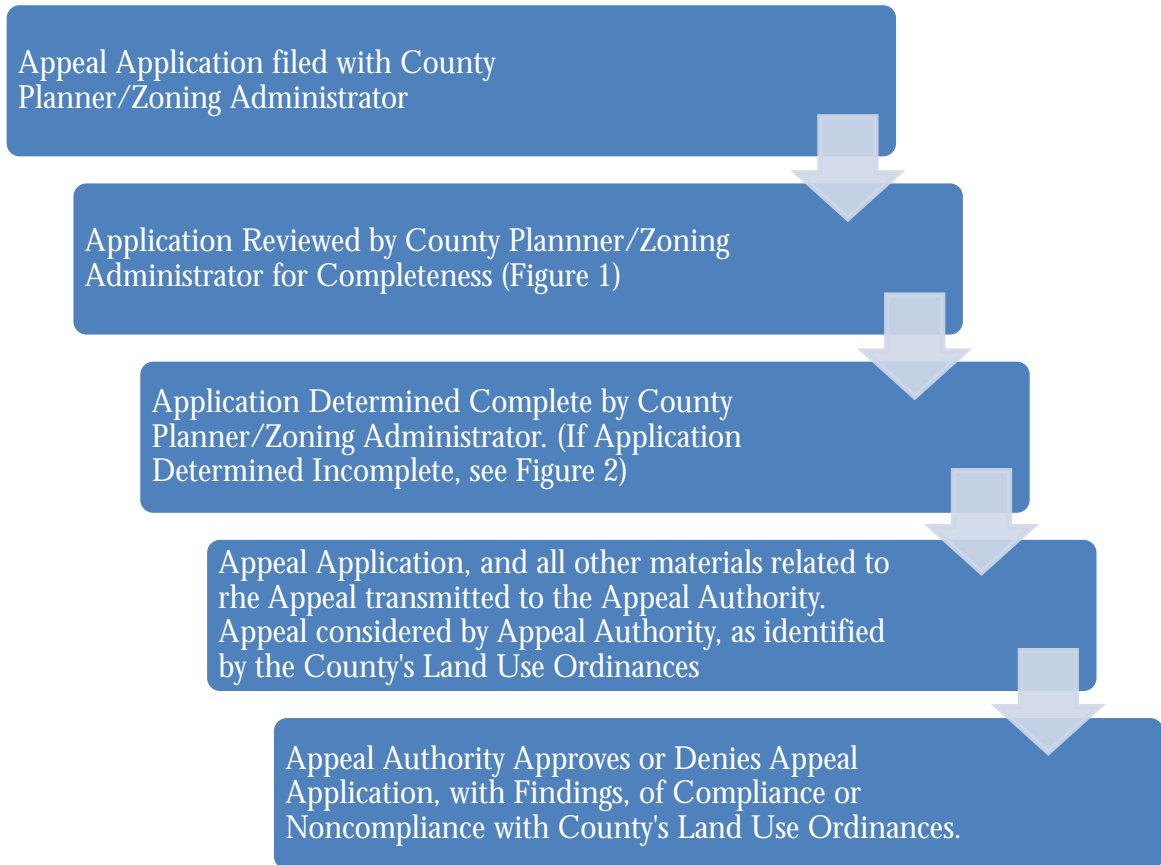 Appeal Application filed with County
Planner/Zoning Administrator
Application Reviewed by County Plannner/Zoning
Administrator for Completeness (Figure 1)
Application Determined Complete by County
Planner/Zoning Administrator. (If Application
Determined Incomplete, see Figure 2)
Appeal Application, and all other materials related to
rhe Appeal transmitted to the Appeal Authority.
Appeal considered by Appeal Authority, as identified
by the County's Land Use Ordinances
Appeal Authority Approves or Denies Appeal
Application, with Findings, of Compliance or
Noncompliance with County's Land Use Ordinances.